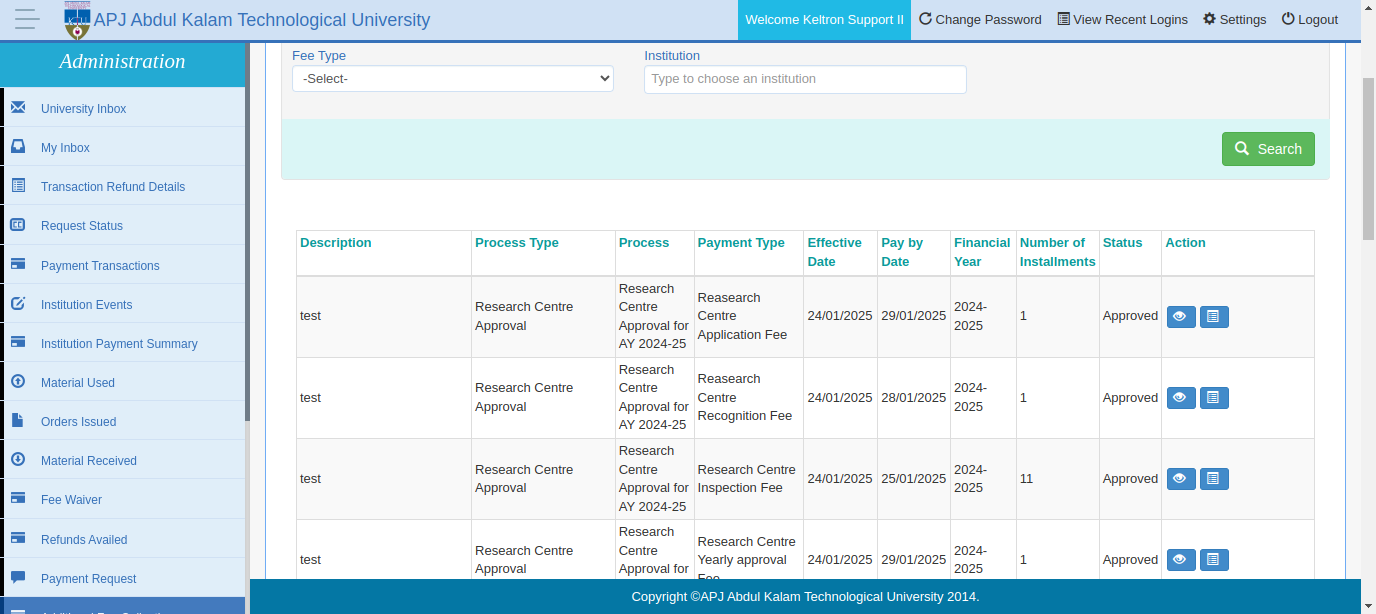 APJ Abdul Kalam Technological University
Welcome Keltron Support II
Change Password
View Recent Logins
Settings
Logout
Administration
University Inbox
My Inbox
Transaction Refund Details
Request Status
Payment Transactions
Institution Events
Institution Payment Summary
Material Used
Orders Issued
Material Received
Fee Waiver
Refunds Availed
Payment Request
Fee Type
Institution
-Select-
Type to choose an institution
Search
Description
Process Type
Process
Payment Type
Effective
Date
Pay by
Date
Financial
Year
Number of
Installments
Status
Action
test
Research Centre
Approval
Research
Centre
Approval for
AY 2024-25
Reasearch
Centre
Application Fee
24/01/2025
29/01/2025
2024-
2025
1
Approved
test
Research Centre
Approval
Research
Centre
Approval for
AY 2024-25
Reasearch
Centre
Recognition Fee
24/01/2025
28/01/2025
2024-
2025
1
Approved
test
Research Centre
Approval
Research
Centre
Approval for
AY 2024-25
Research Centre
Inspection Fee
24/01/2025
25/01/2025
2024-
2025
11
Approved
test
Research Centre
Approval
Research
Centre
Approval for
Research Centre
Yearly approval
Fee
24/01/2025
29/01/2025
2024-
2025
1
Approved
Copyright ©APJ Abdul Kalam Technological University 2014.